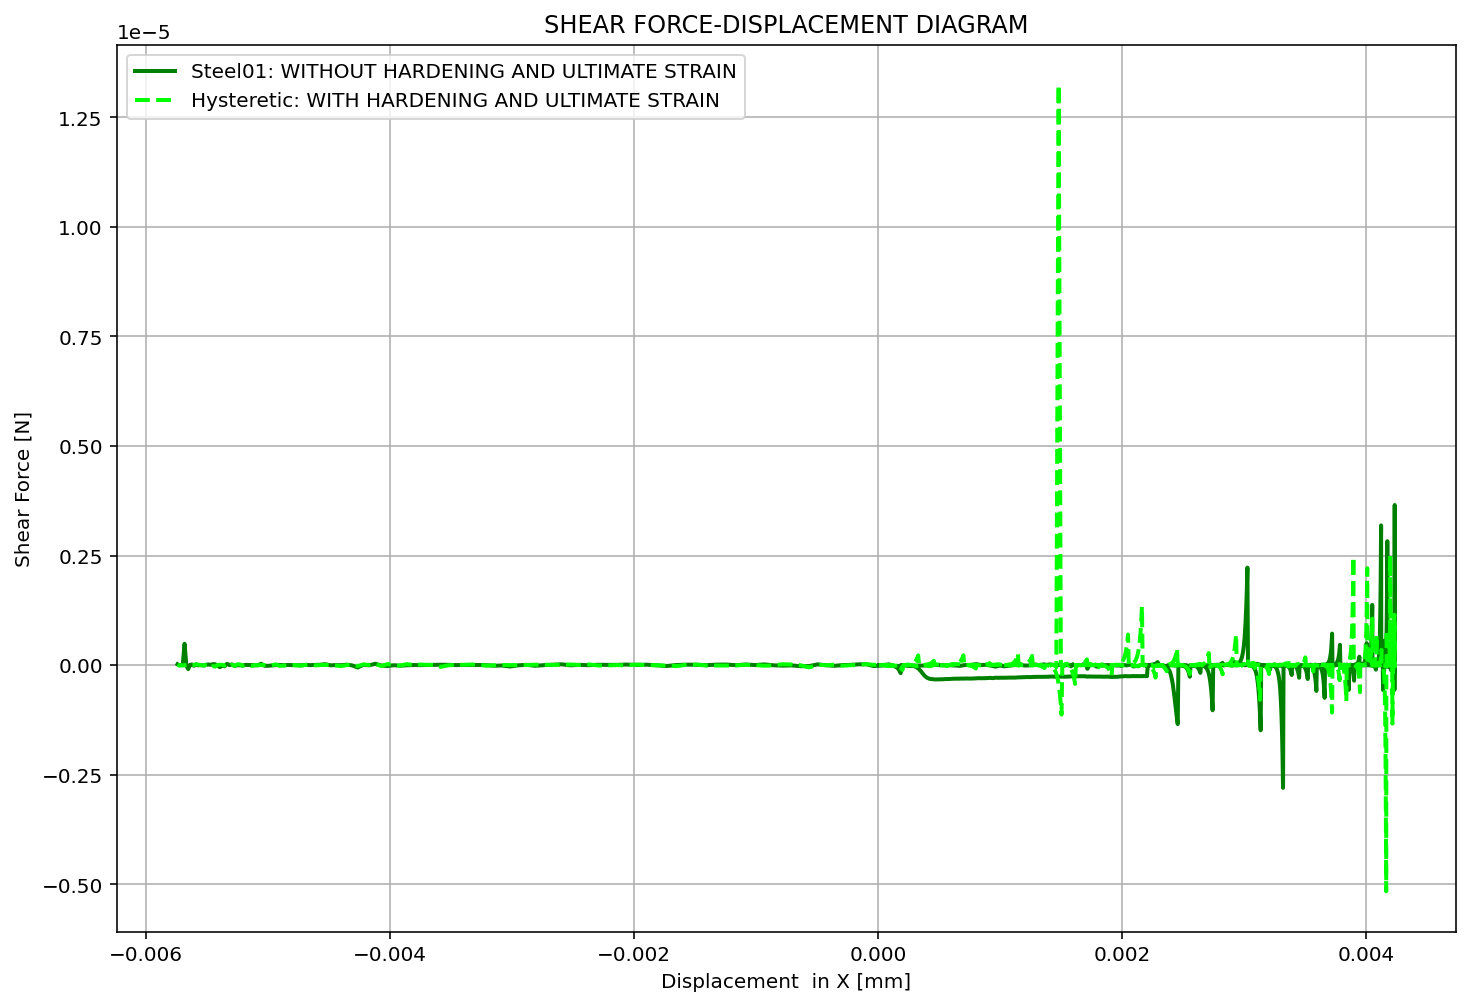 SHEAR FORCE-DISPLACEMENT DIAGRAM
1e−5
Steel01: WITHOUT HARDENING AND ULTIMATE STRAIN
Hysteretic: WITH HARDENING AND ULTIMATE STRAIN
1.25
1.00
0.75
0.50
0.25
0.00
−0.25
−0.50
Shear Force [N]
−0.006
−0.004
−0.002
0.000
0.002
0.004
Displacement  in X [mm]